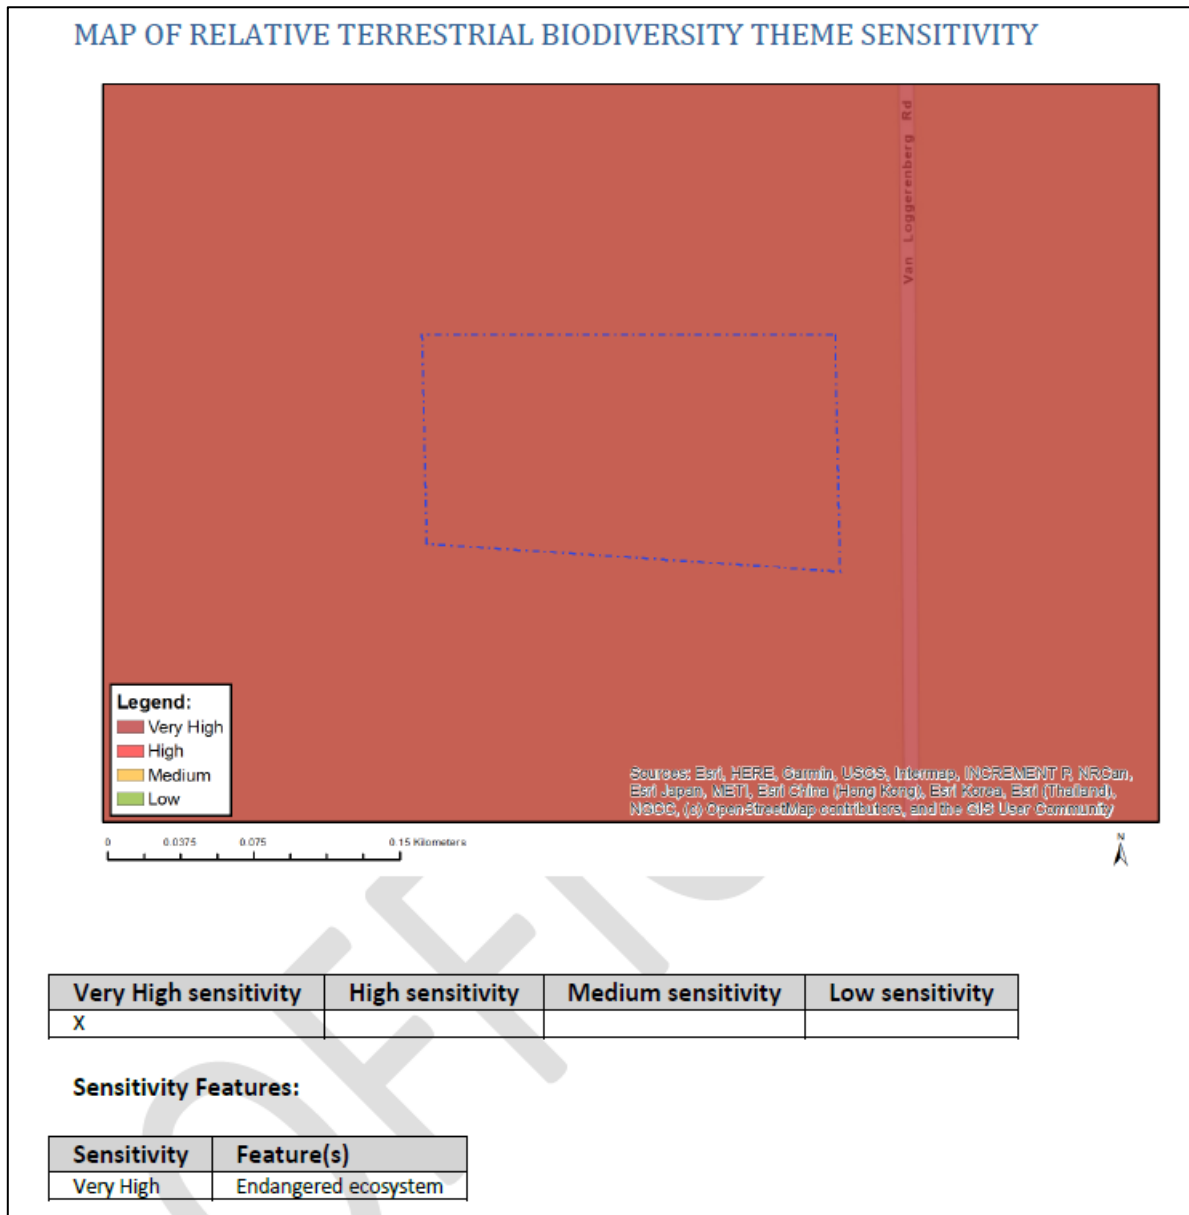 MAP OF RELATIVE TERRESTRIAL BIODIVERSITY THEME SENSITIVITY
Van Loggerenberg Rd
Legend:
Very High
High
Medium
Low
Sources: Esri, HERE, Garmin, USGS, Intermap, INCREMENT P, NRCan,
Esri Japan, METI, Esri China (Hong Kong), Esri Korea, Esri (Thailand),
NGCC, (c) OpenStreetMap contributors, and the GIS User Community
0 0.0375 0.075 0.15 Kilometers
N
Very High sensitivity High sensitivity Medium sensitivity Low sensitivity
X
Sensitivity Features:
Sensitivity Feature(s)
Very High Endangered ecosystem